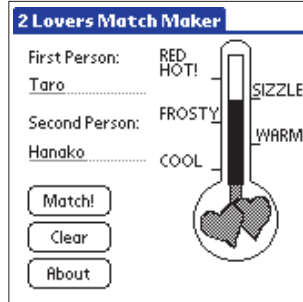 2 Lovers Match Maker
First Person:
Taro
Second Person:
Hanako
Match!
Clear
About
RED
HOT!
SIZZLE
FROSTY
WARM
COOL